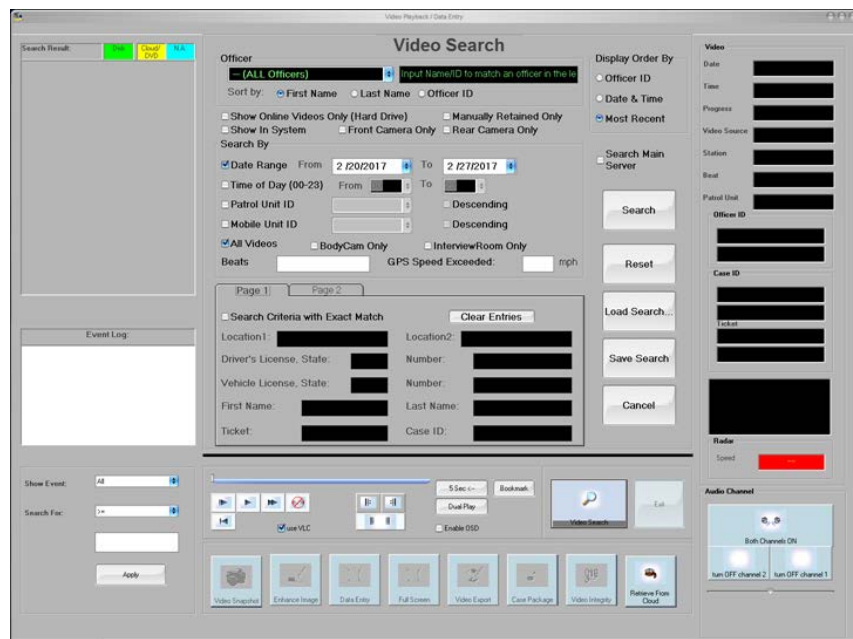 Video Playback / Data Entry
Search Result:
Disk
Cloud/ DVD
N.A.
Event Log:
Show Event:
All
Search For:
>=
Apply
Video Search
Officer
-- (ALL Officers)
Input Name/ID to match an officer in the le
Sort by: First Name Last Name Officer ID
Show Online Videos Only (Hard Drive) Manually Retained Only
Show In System Front Camera Only Rear Camera Only
Search By
Date Range From 2 /20/2017 To 2 /27/2017
Time of Day (00-23) From To
Patrol Unit ID Descending
Mobile Unit ID Descending
All Videos BodyCam Only InterviewRoom Only
Beats GPS Speed Exceeded: mph
Page 1 Page 2
Search Criteria with Exact Match Clear Entries
Location1: Location2:
Driver's License, State: Number:
Vehicle License, State: Number:
First Name: Last Name:
Ticket: Case ID:
Display Order By
Officer ID
Date & Time
Most Recent
Search Main
Server
Search
Reset
Load Search...
Save Search
Cancel
5 Sec <-- Bookmark
Dual Play
use VLC Enable OSD
Video Search
Exit
Video Snapshot
Enhance Image
Data Entry
Full Screen
Video Export
Case Package
Video Integrity
Retrieve From
Cloud
Video
Date
Time
Progress
Video Source
Station
Beat
Patrol Unit
Officer ID
Case ID
Ticket
Radar
Speed
---
Audio Channel
Both Channels ON
turn OFF channel 2
turn OFF channel 1